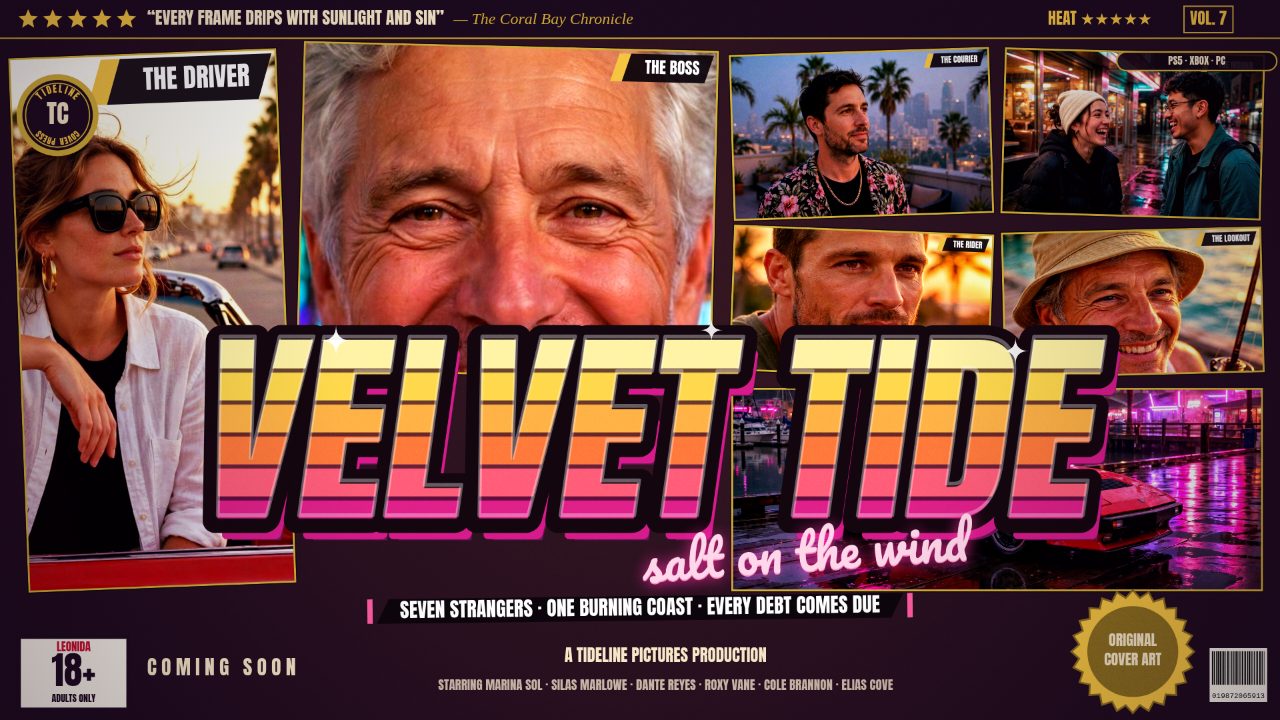 ★★★★★ “EVERY FRAME DRIPS WITH SUNLIGHT AND SIN” — The Coral Bay Chronicle
HEAT ★★★★★
VOL. 7
THE DRIVER
TIDELINE
TC
COVER PRESS
THE BOSS
THE COURIER
PS5 · XBOX · PC
THE RIDER
THE LOOKOUT
VELVET TIDE
salt on the wind
SEVEN STRANGERS · ONE BURNING COAST · EVERY DEBT COMES DUE
LEONIDA
18+
ADULTS ONLY
COMING SOON
A TIDELINE PICTURES PRODUCTION
STARRING MARINA SOL · SILAS MARLOWE · DANTE REYES · ROXY VANE · COLE BRANNON · ELIAS COVE
ORIGINAL
COVER ART
019872065913